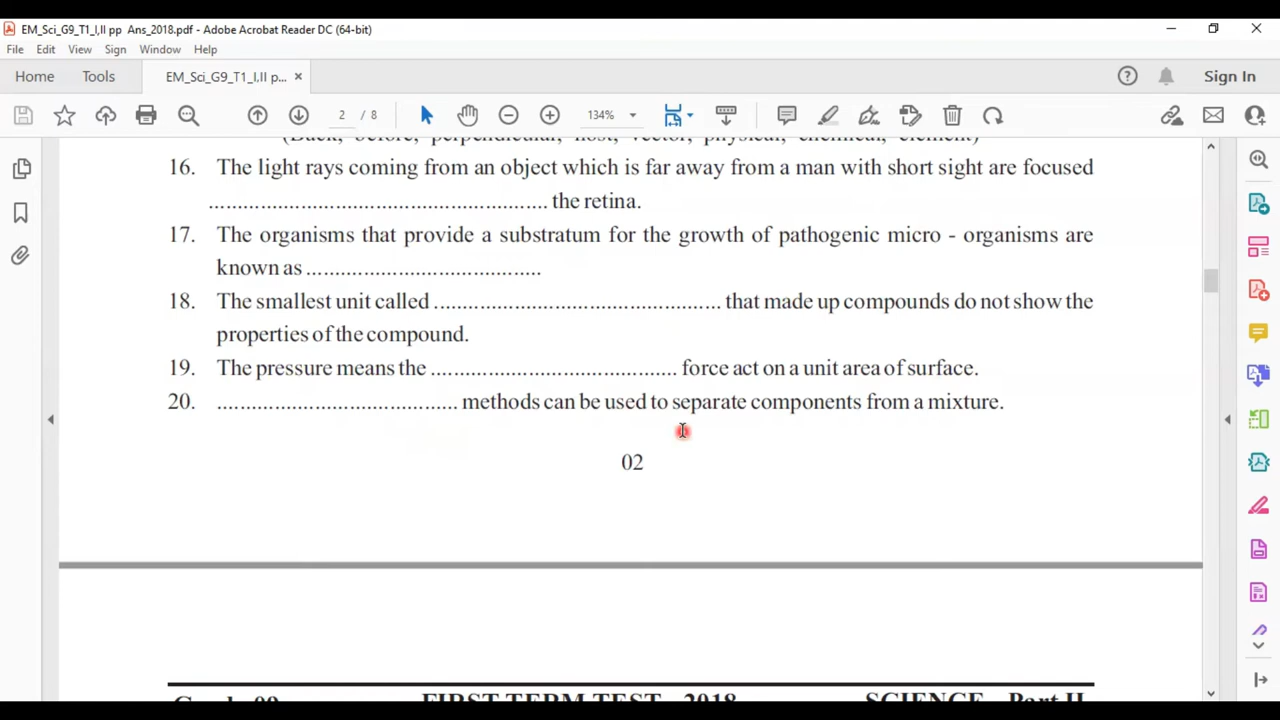 EM_Sci_G9_T1_I,II pp  Ans_2018.pdf - Adobe Acrobat Reader DC (64-bit)
File Edit View Sign Window Help
Home Tools EM_Sci_G9_T1_I,II p... × Sign In
2 / 8 134%
(Back, before, perpendicular, host, vector, physical, chemical, element)
16. The light rays coming from an object which is far away from a man with short sight are focused
................................................................ the retina.
17. The organisms that provide a substratum for the growth of pathogenic micro - organisms are
known as .........................................
18. The smallest unit called .................................................. that made up compounds do not show the
properties of the compound.
19. The pressure means the ........................................... force act on a unit area of surface.
20. .......................................... methods can be used to separate components from a mixture.
02
Grade 09 FIRST TERM TEST - 2018 SCIENCE - Part II